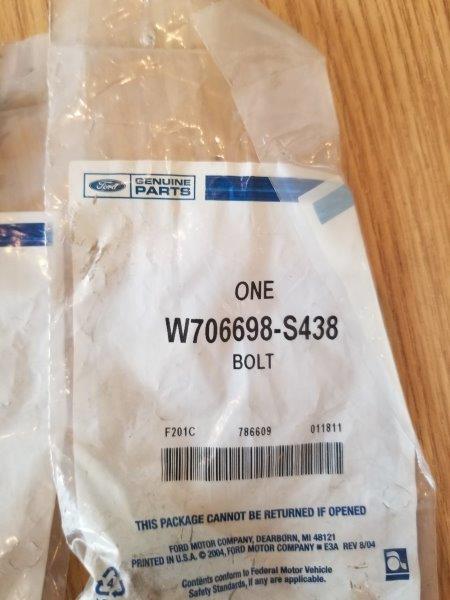 Ford GENUINE
PARTS
ONE
W706698-S438
BOLT
F201C 786609 011811
THIS PACKAGE CANNOT BE RETURNED IF OPENED
FORD MOTOR COMPANY, DEARBORN, MI 48121
PRINTED IN U.S.A. © 2004, FORD MOTOR COMPANY ■ E3A REV 8/04
Contents conform to Federal Motor Vehicle
Safety Standards, if any are applicable.
4